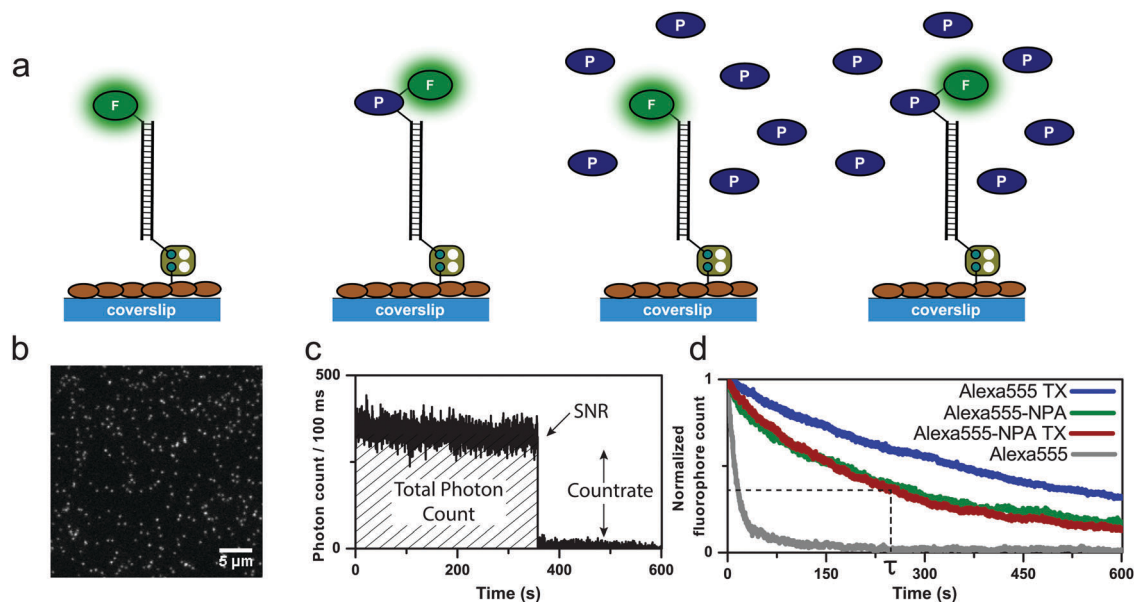 a
F
P
F
P
P
P
F
P
P
P
P
P
P
P
F
P
P
P
P
coverslip
coverslip
coverslip
coverslip
b
5 µm
c
500
0
Photon count / 100 ms
SNR
Total Photon
Count
Countrate
0
200
400
600
Time (s)
d
1
0
Normalized
fluorophore count
Alexa555 TX
Alexa555-NPA
Alexa555-NPA TX
Alexa555
0
150
τ
300
450
600
Time (s)